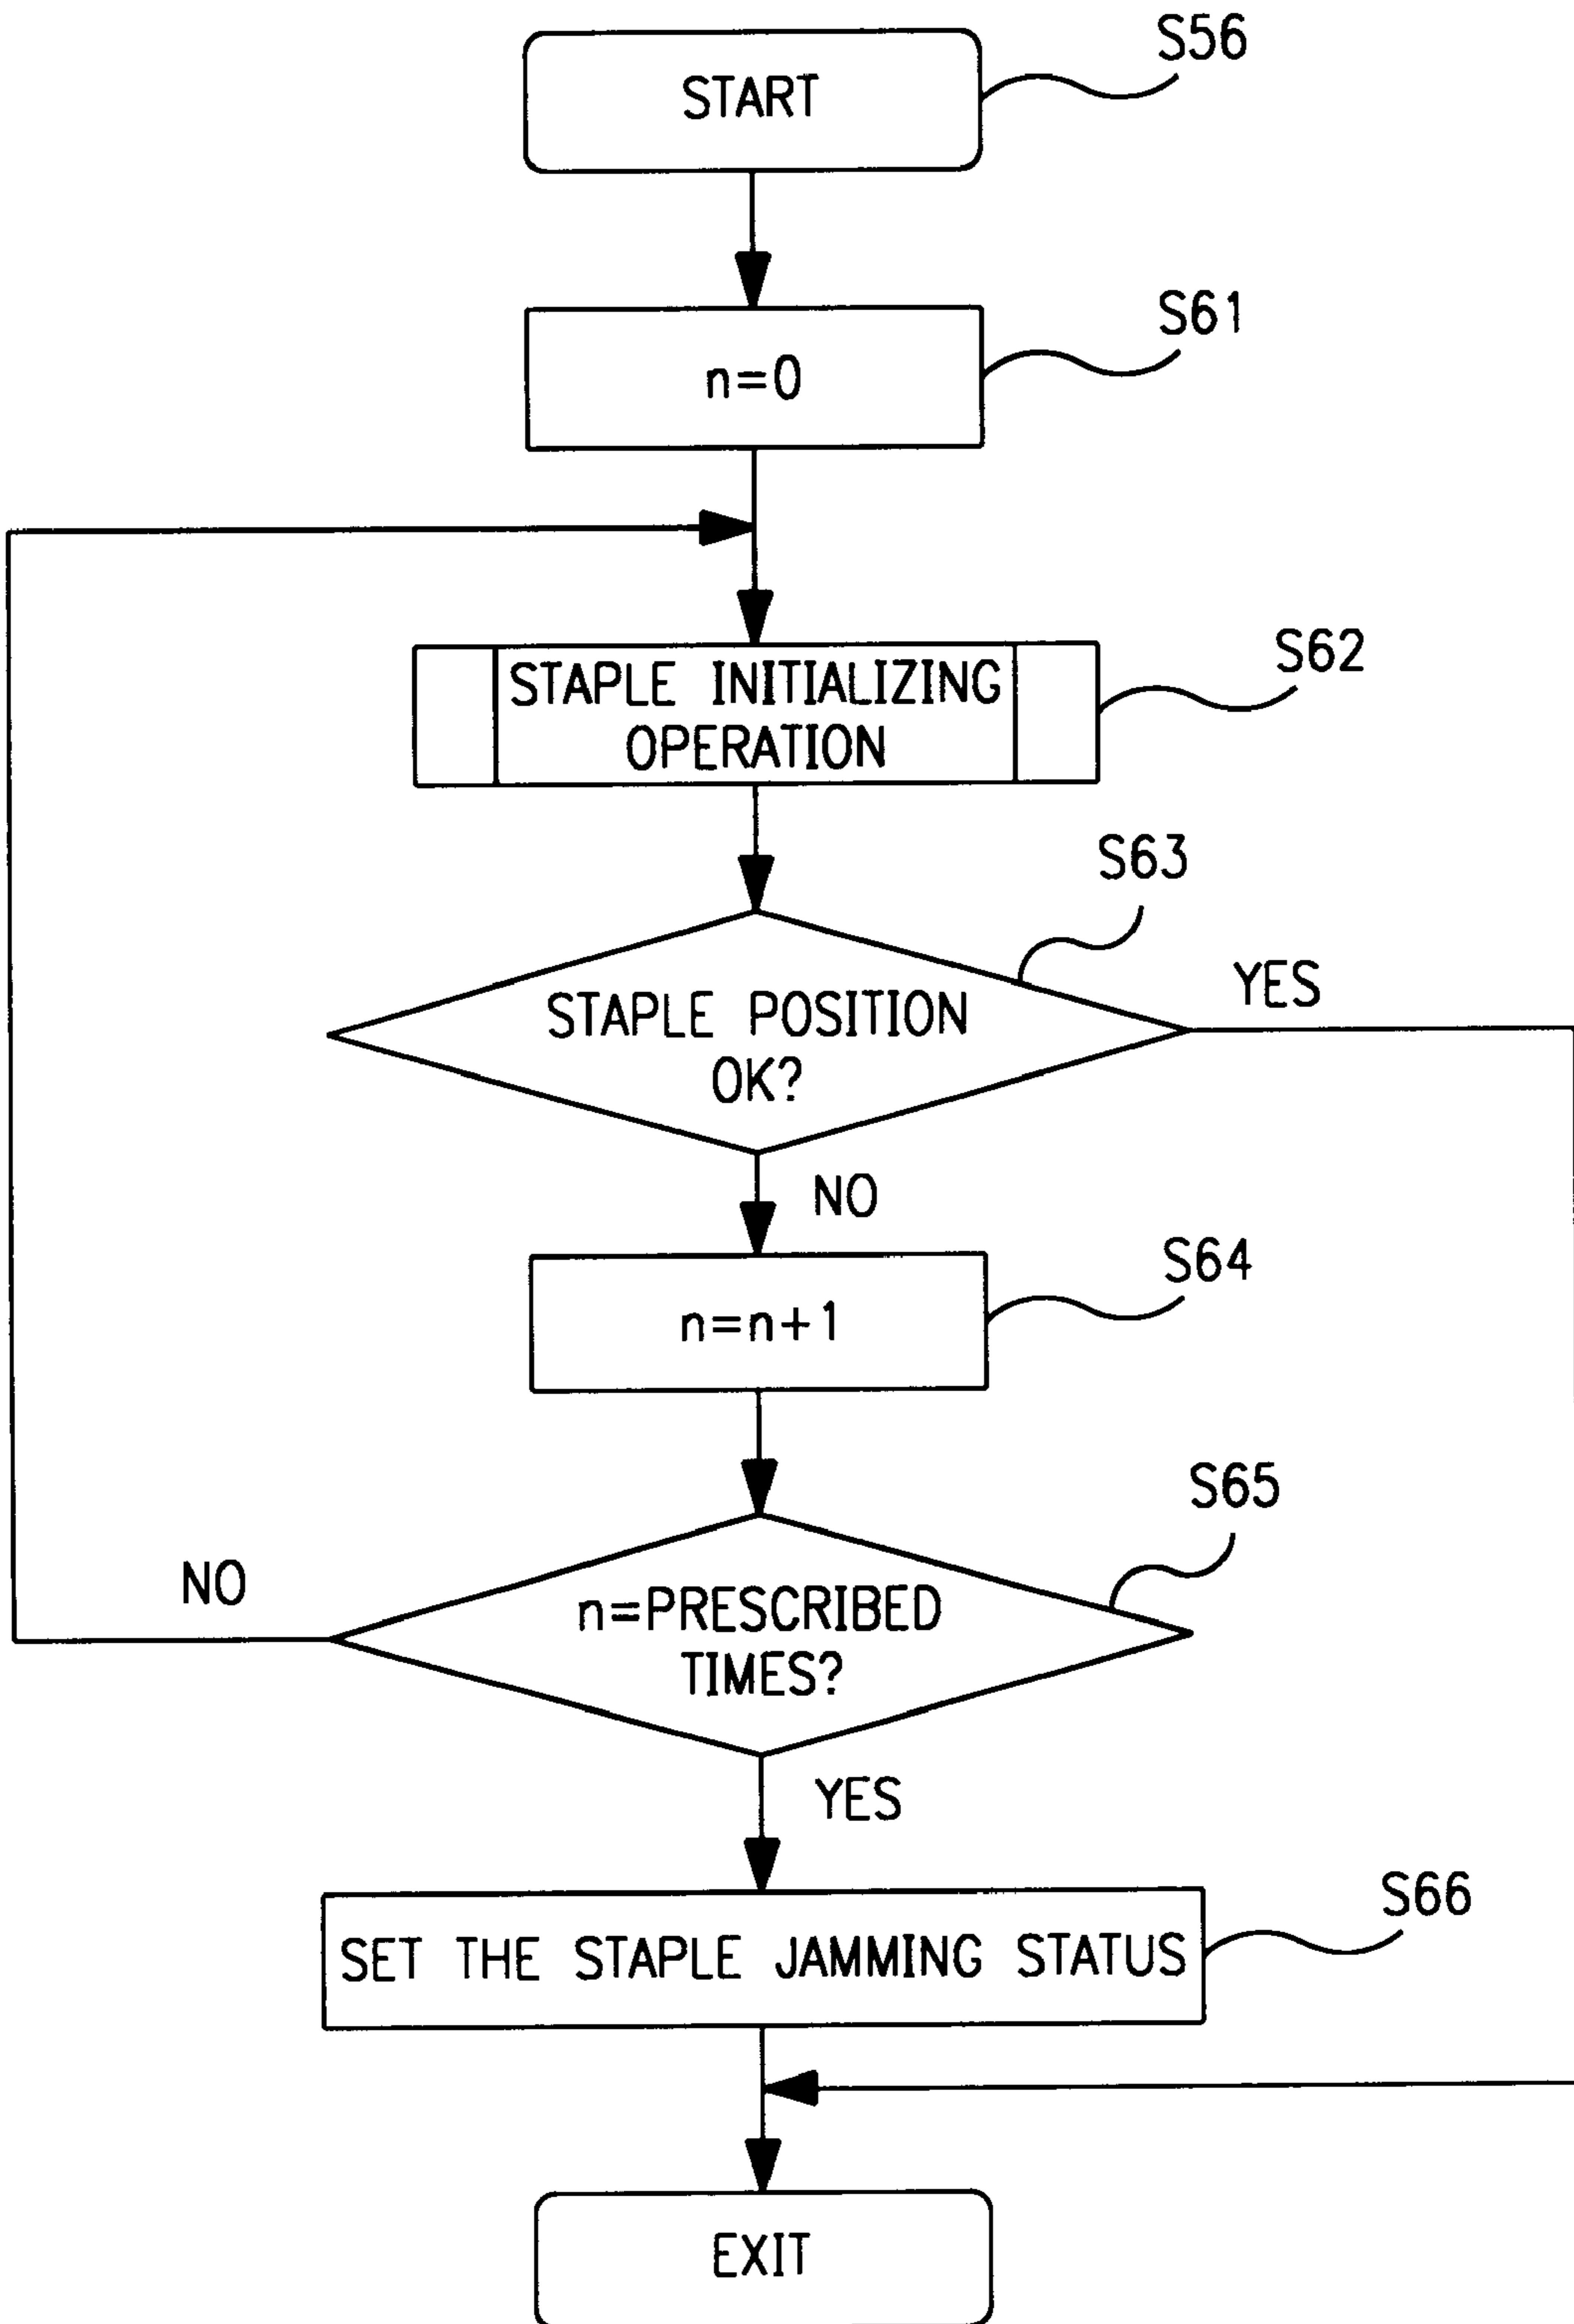 START
S56
n=0
S61
STAPLE INITIALIZING
OPERATION
S62
S63
STAPLE POSITION
OK?
YES
NO
n=n+1
S64
S65
n=PRESCRIBED
TIMES?
NO
YES
SET THE STAPLE JAMMING STATUS
S66
EXIT